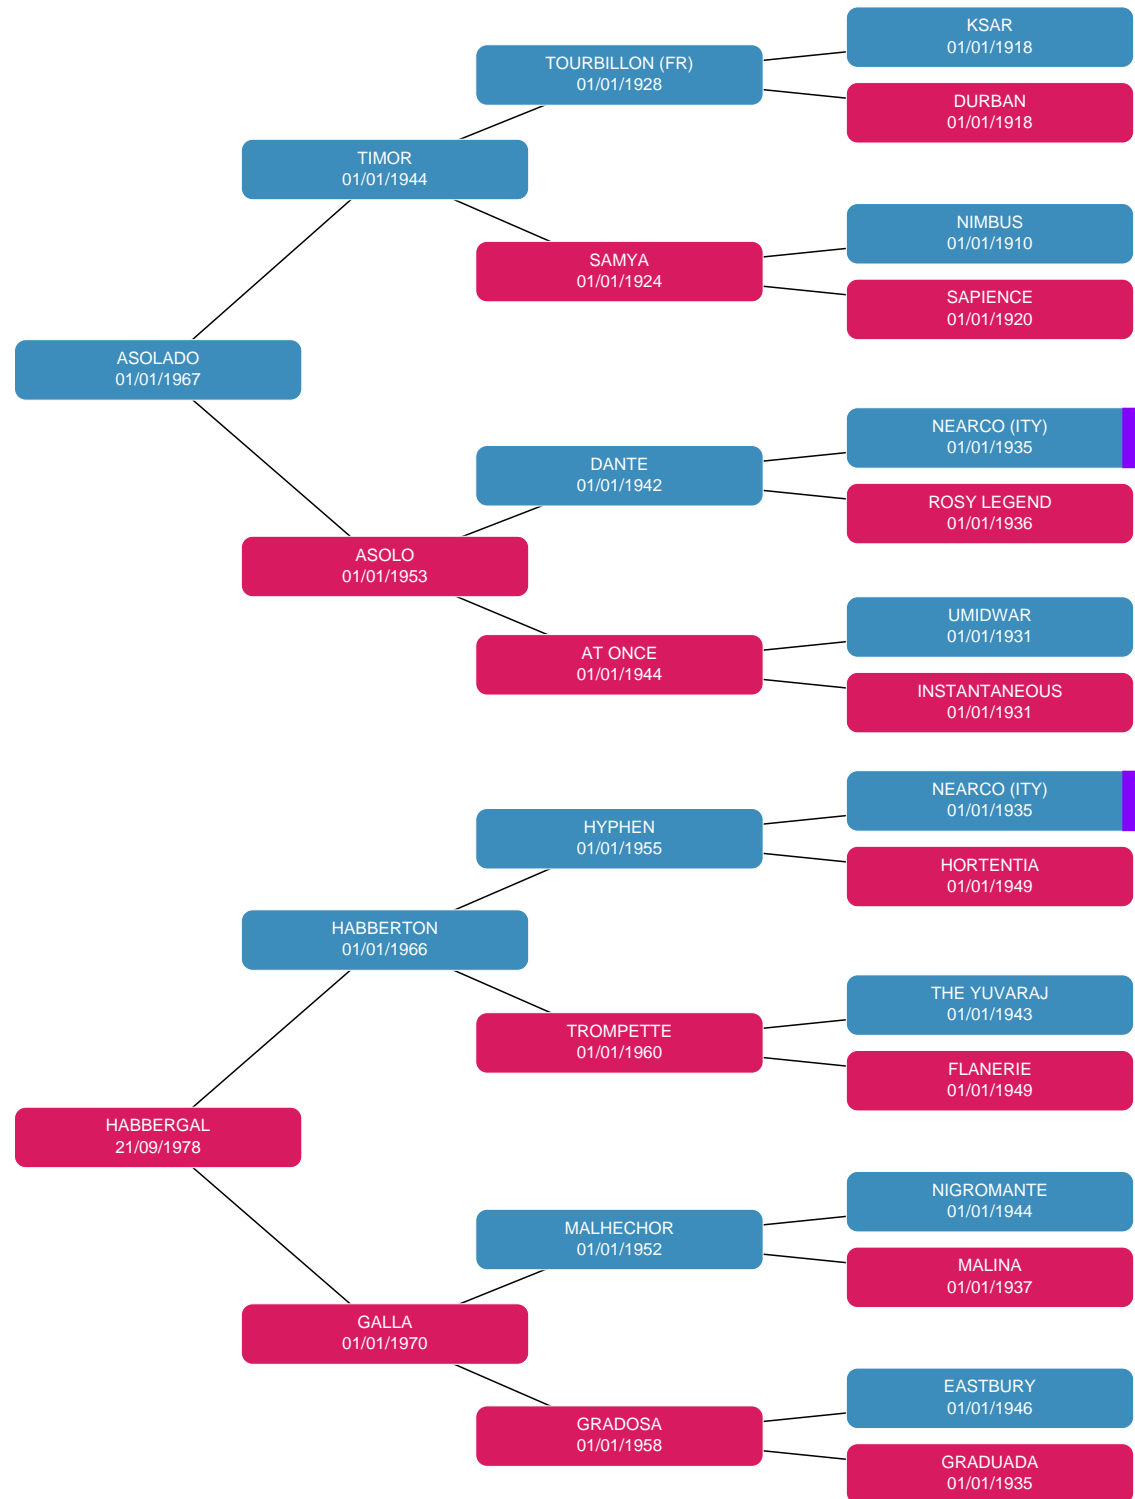 KSAR
01/01/1918
TOURBILLON (FR)
01/01/1928
DURBAN
01/01/1918
TIMOR
01/01/1944
NIMBUS
01/01/1910
SAMYA
01/01/1924
SAPIENCE
01/01/1920
ASOLADO
01/01/1967
NEARCO (ITY)
01/01/1935
DANTE
01/01/1942
ROSY LEGEND
01/01/1936
ASOLO
01/01/1953
UMIDWAR
01/01/1931
AT ONCE
01/01/1944
INSTANTANEOUS
01/01/1931
NEARCO (ITY)
01/01/1935
HYPHEN
01/01/1955
HORTENTIA
01/01/1949
HABBERTON
01/01/1966
THE YUVARAJ
01/01/1943
TROMPETTE
01/01/1960
FLANERIE
01/01/1949
HABBERGAL
21/09/1978
NIGROMANTE
01/01/1944
MALHECHOR
01/01/1952
MALINA
01/01/1937
GALLA
01/01/1970
EASTBURY
01/01/1946
GRADOSA
01/01/1958
GRADUADA
01/01/1935